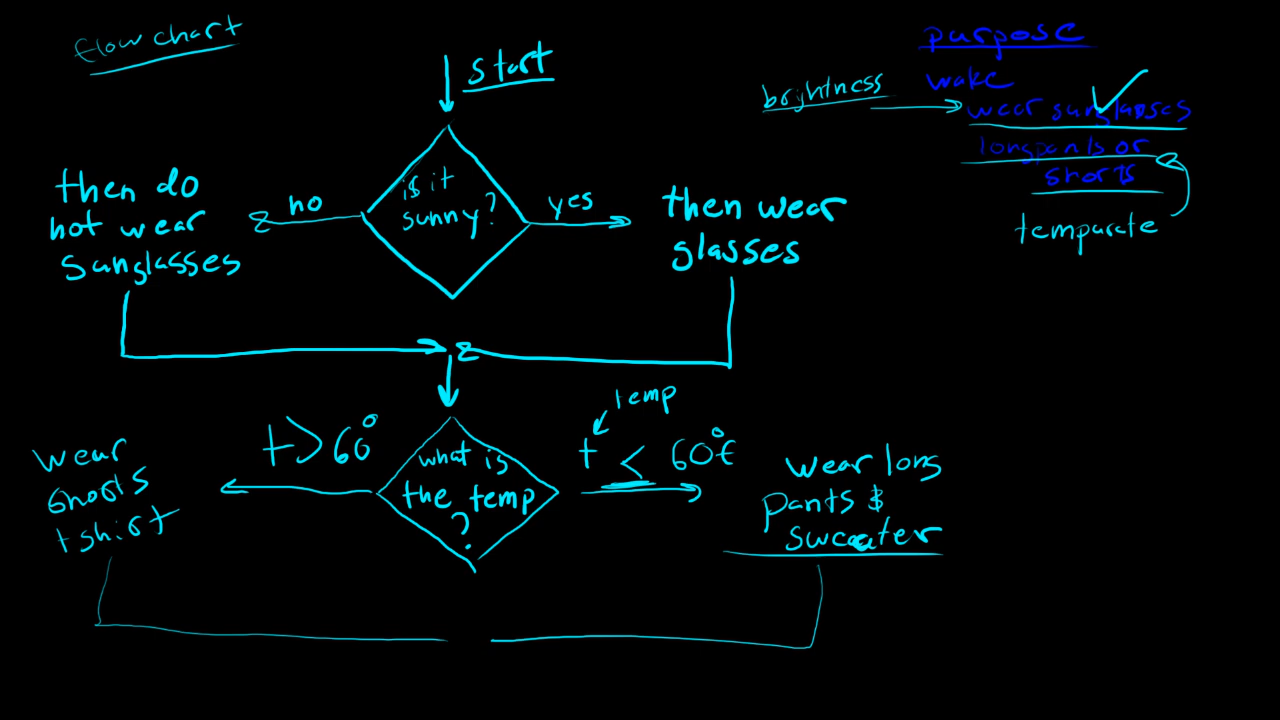 flow chart
start
purpose
wake
brightness
wear sunglasses
long pants or
shorts
temparate
is it
sunny?
no
yes
then do
not wear
sunglasses
then wear
glasses
temp
t > 60°
t ≤ 60°F
what is
the temp
?
wear
shorts
t shirt
wear long
pants &
sweater